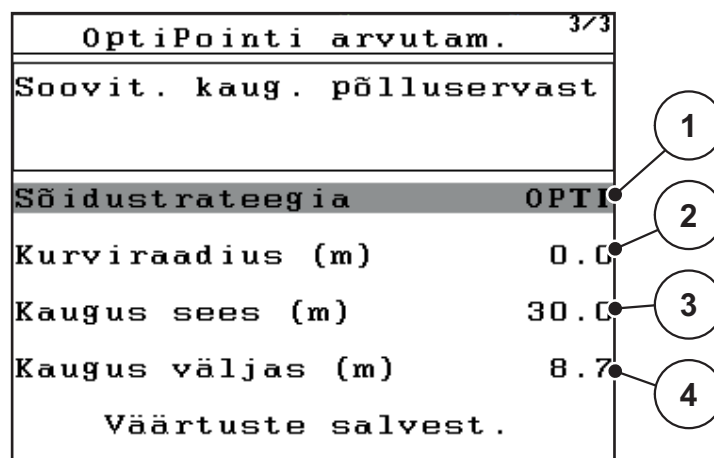 OptiPointi arvutam. 3/3
Soovit. kaug. põlluservast
Sõidustrateegia OPTI
Kurviraadius (m) 0.0
Kaugus sees (m) 30.0
Kaugus väljas (m) 8.7
Väärtuste salvest.
1
2
3
4